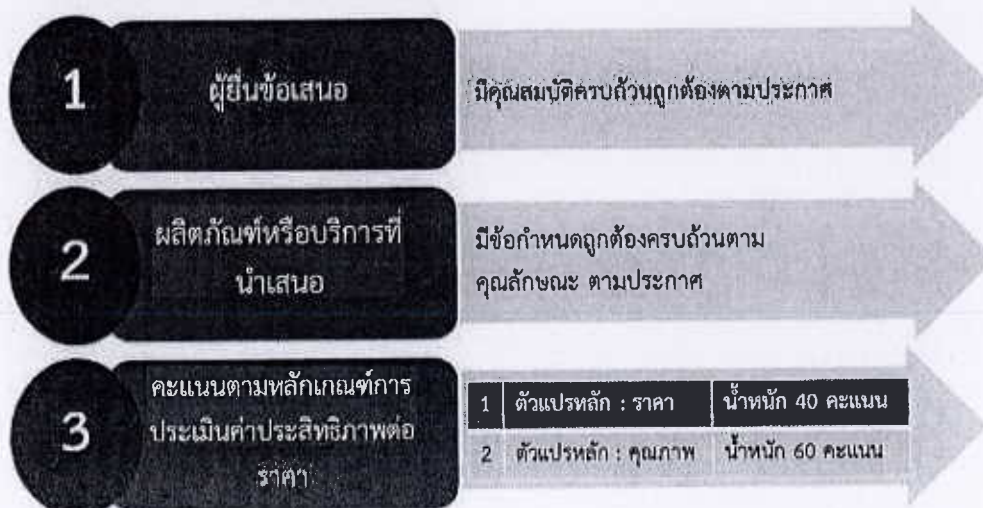 1
ผู้ยื่นข้อเสนอ
มีคุณสมบัติครบถ้วนถูกต้องตามประกาศ
2
ผลิตภัณฑ์หรือบริการที่
นำเสนอ
มีข้อกำหนดถูกต้องครบถ้วนตาม
คุณลักษณะ ตามประกาศ
3
คะแนนตามหลักเกณฑ์การ
ประเมินค่าประสิทธิภาพต่อ
ราคา
1 ตัวแปรหลัก : ราคา น้ำหนัก 40 คะแนน
2 ตัวแปรหลัก : คุณภาพ น้ำหนัก 60 คะแนน